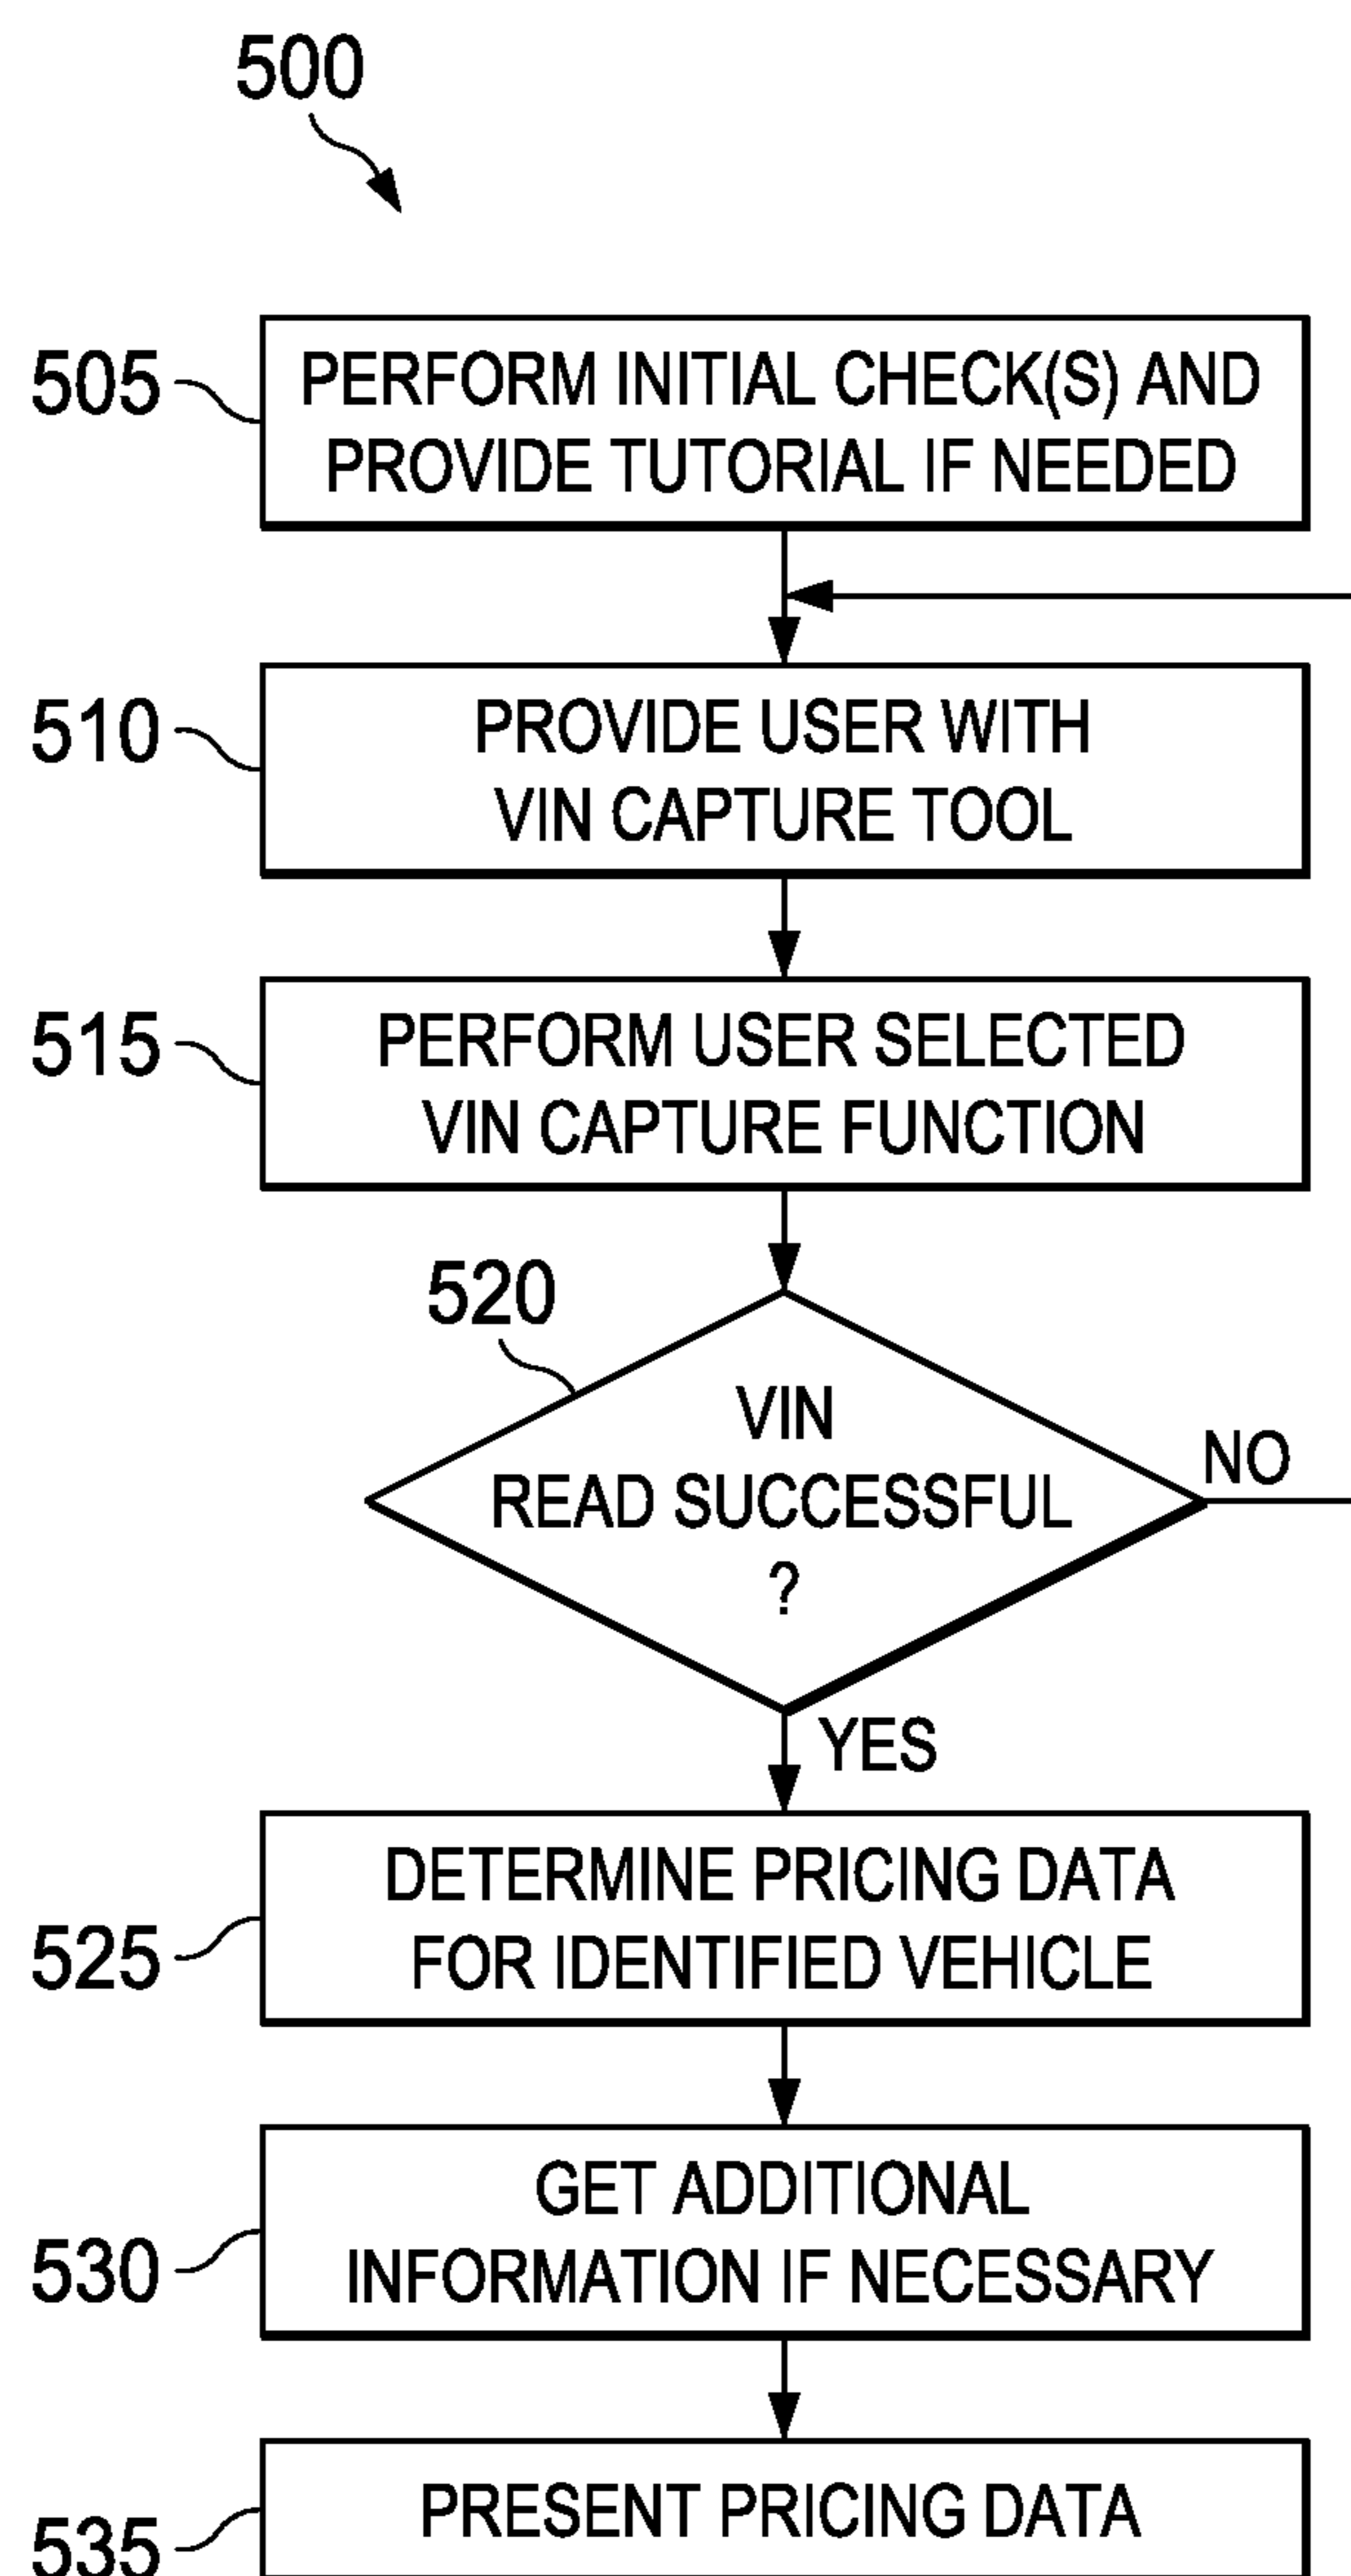 500
505
PERFORM INITIAL CHECK(S) AND
PROVIDE TUTORIAL IF NEEDED
510
PROVIDE USER WITH
VIN CAPTURE TOOL
515
PERFORM USER SELECTED
VIN CAPTURE FUNCTION
520
VIN
READ SUCCESSFUL
?
NO
YES
525
DETERMINE PRICING DATA
FOR IDENTIFIED VEHICLE
530
GET ADDITIONAL
INFORMATION IF NECESSARY
535
PRESENT PRICING DATA